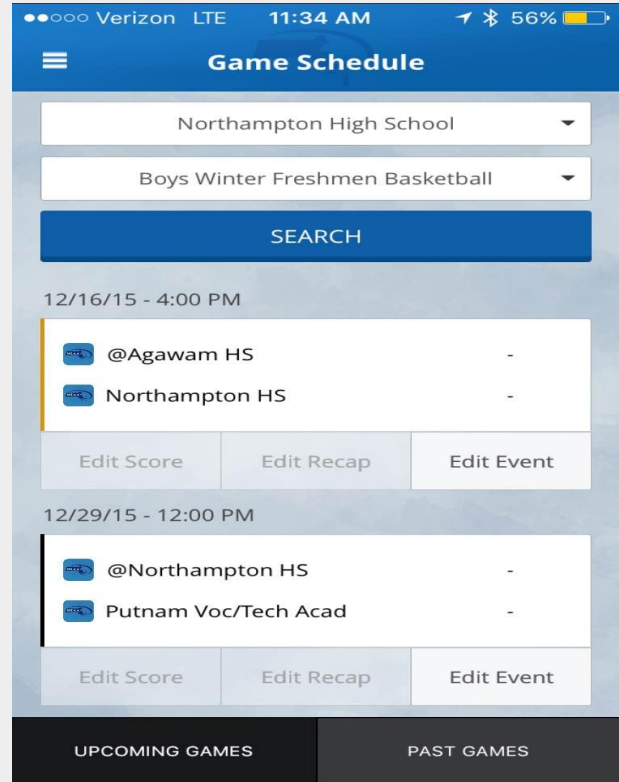 Verizon LTE 11:34 AM 56%
Game Schedule
Northampton High School
Boys Winter Freshmen Basketball
SEARCH
12/16/15 - 4:00 PM
@Agawam HS -
Northampton HS -
Edit Score Edit Recap Edit Event
12/29/15 - 12:00 PM
@Northampton HS -
Putnam Voc/Tech Acad -
Edit Score Edit Recap Edit Event
UPCOMING GAMES PAST GAMES